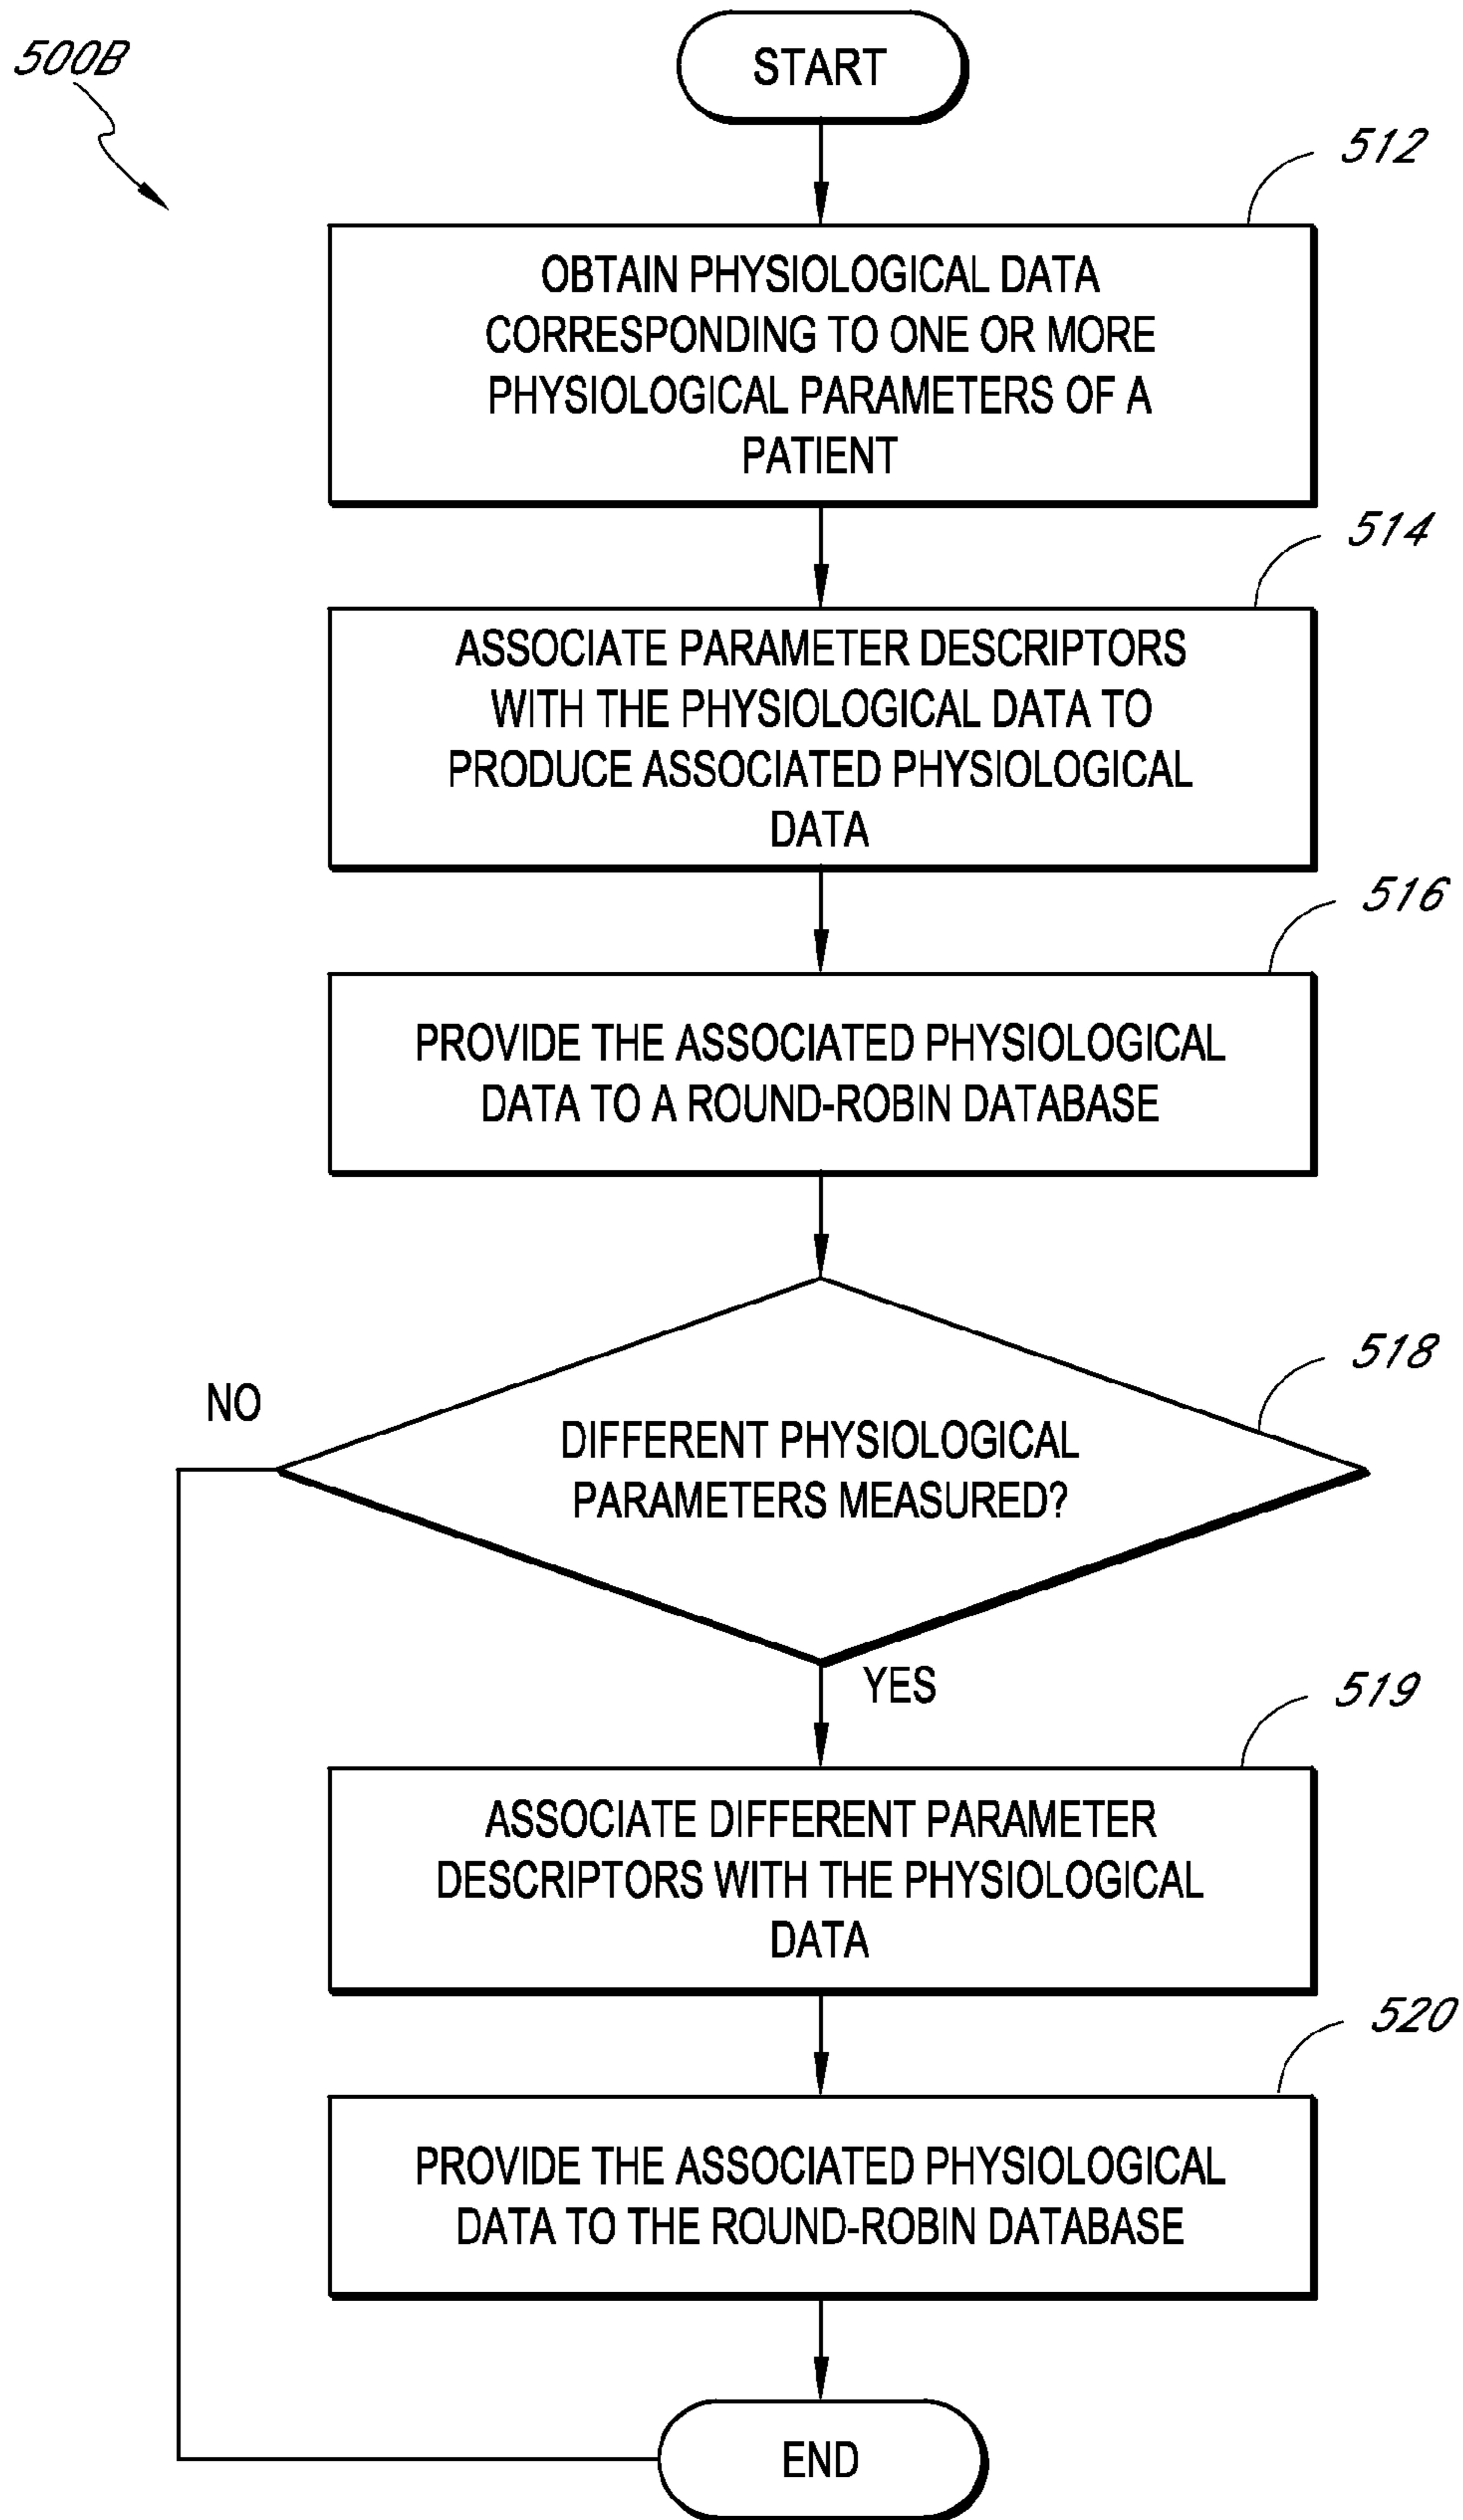 500B
START
512
OBTAIN PHYSIOLOGICAL DATA
CORRESPONDING TO ONE OR MORE
PHYSIOLOGICAL PARAMETERS OF A
PATIENT
514
ASSOCIATE PARAMETER DESCRIPTORS
WITH THE PHYSIOLOGICAL DATA TO
PRODUCE ASSOCIATED PHYSIOLOGICAL
DATA
516
PROVIDE THE ASSOCIATED PHYSIOLOGICAL
DATA TO A ROUND-ROBIN DATABASE
518
NO
DIFFERENT PHYSIOLOGICAL
PARAMETERS MEASURED?
YES
519
ASSOCIATE DIFFERENT PARAMETER
DESCRIPTORS WITH THE PHYSIOLOGICAL
DATA
520
PROVIDE THE ASSOCIATED PHYSIOLOGICAL
DATA TO THE ROUND-ROBIN DATABASE
END